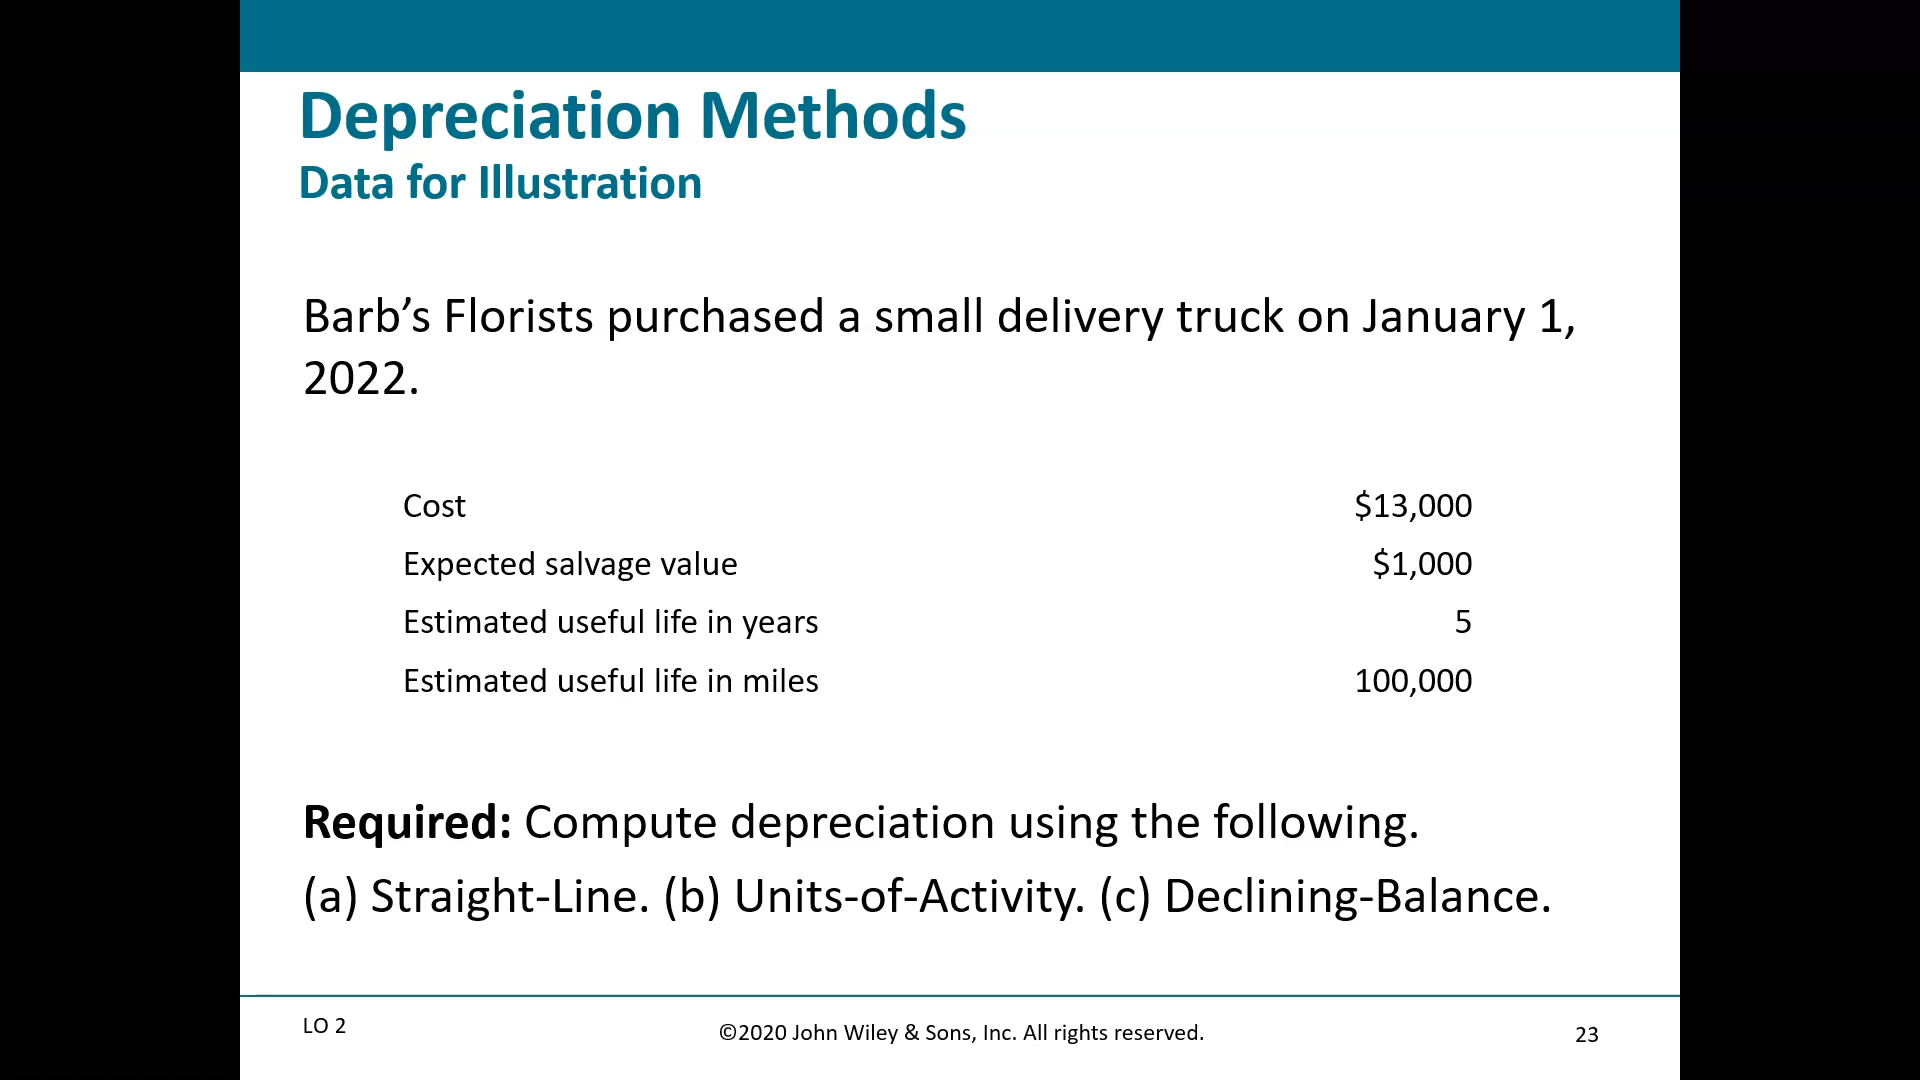 Depreciation Methods
Data for Illustration
Barb’s Florists purchased a small delivery truck on January 1,
2022.
Cost $13,000
Expected salvage value $1,000
Estimated useful life in years 5
Estimated useful life in miles 100,000
Required: Compute depreciation using the following.
(a) Straight-Line. (b) Units-of-Activity. (c) Declining-Balance.
LO 2 ©2020 John Wiley & Sons, Inc. All rights reserved. 23